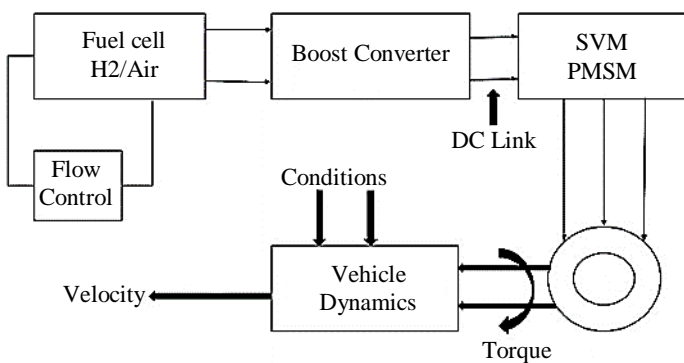 Fuel cell
H2/Air
Boost Converter
SVM
PMSM
DC Link
Flow
Control
Conditions
Vehicle
Dynamics
Velocity
Torque